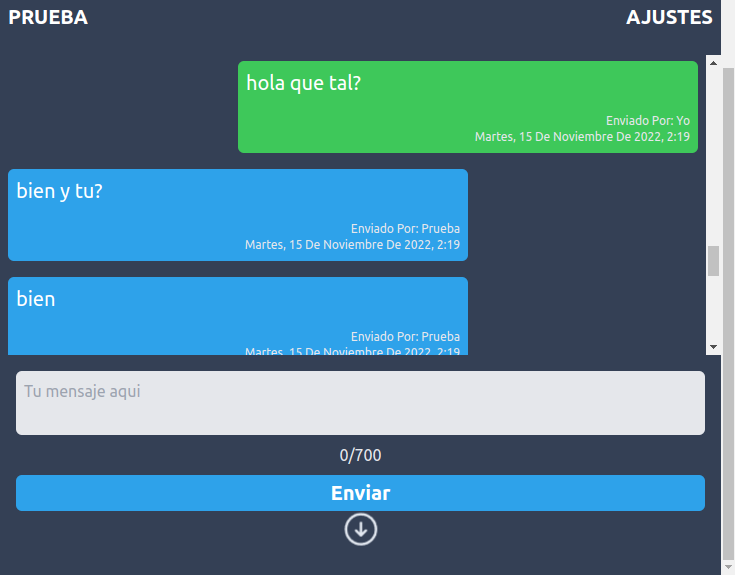 PRUEBA
AJUSTES
hola que tal?
Enviado Por: Yo
Martes, 15 De Noviembre De 2022, 2:19
bien y tu?
Enviado Por: Prueba
Martes, 15 De Noviembre De 2022, 2:19
bien
Enviado Por: Prueba
Martes, 15 De Noviembre De 2022, 2:19
Tu mensaje aqui
0/700
Enviar